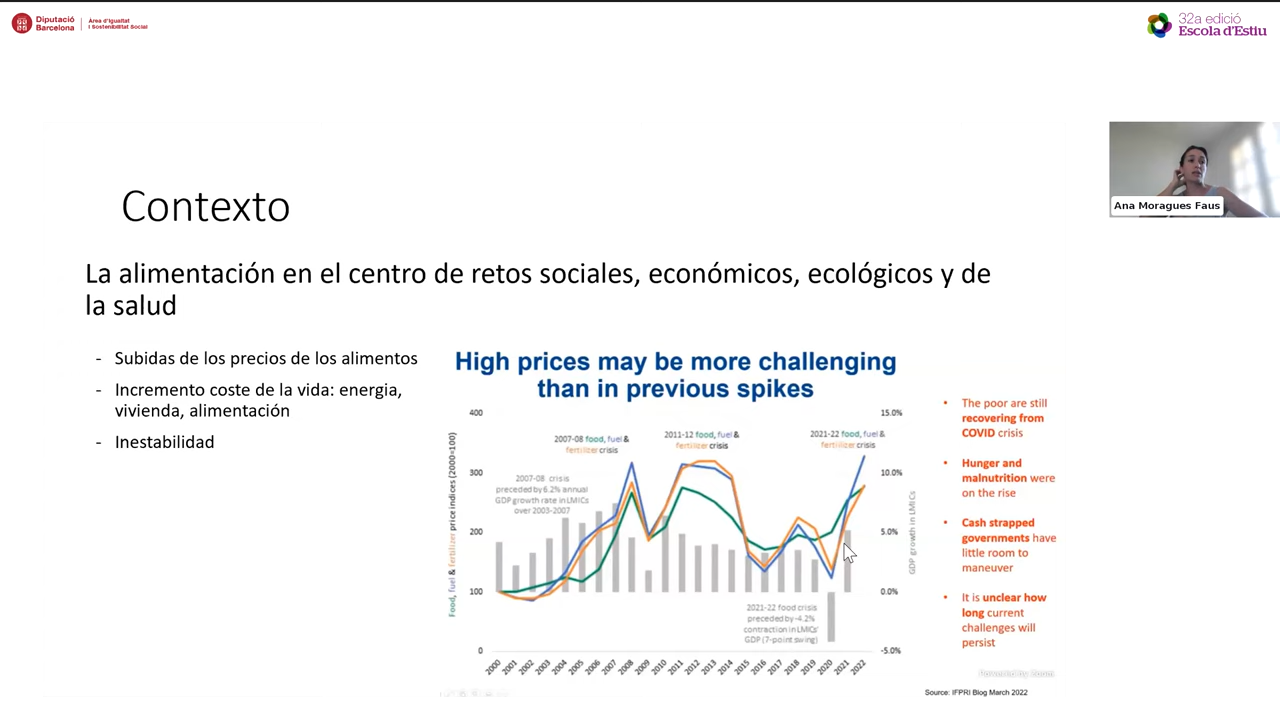 Diputació
Barcelona
Àrea d'Igualtat
i Sostenibilitat Social
32a edició
Escola d'Estiu
Ana Moragues Faus
Contexto
La alimentación en el centro de retos sociales, económicos, ecológicos y de
la salud
- Subidas de los precios de los alimentos
- Incremento coste de la vida: energia,
vivienda, alimentación
- Inestabilidad
High prices may be more challenging
than in previous spikes
Food, fuel & fertilizer price indices (2000=100)
400
300
200
100
0
15.0%
10.0%
5.0%
0.0%
-5.0%
GDP growth in LMICs
2007-08 food, fuel &
fertilizer crisis
2011-12 food, fuel &
fertilizer crisis
2021-22 food, fuel &
fertilizer crisis
2007-08 crisis
preceded by 6.2% annual
GDP growth rate in LMICs
over 2003-2007
2021-22 food crisis
preceded by -4.2%
contraction in LMICs'
GDP (7-point swing)
2000 2001 2002 2003 2004 2005 2006 2007 2008 2009 2010 2011 2012 2013 2014 2015 2016 2017 2018 2019 2020 2021 2022
• The poor are still
recovering from
COVID crisis
• Hunger and
malnutrition were
on the rise
• Cash strapped
governments have
little room to
maneuver
• It is unclear how
long current
challenges will
persist
Powered by Zoom
Source: IFPRI Blog March 2022